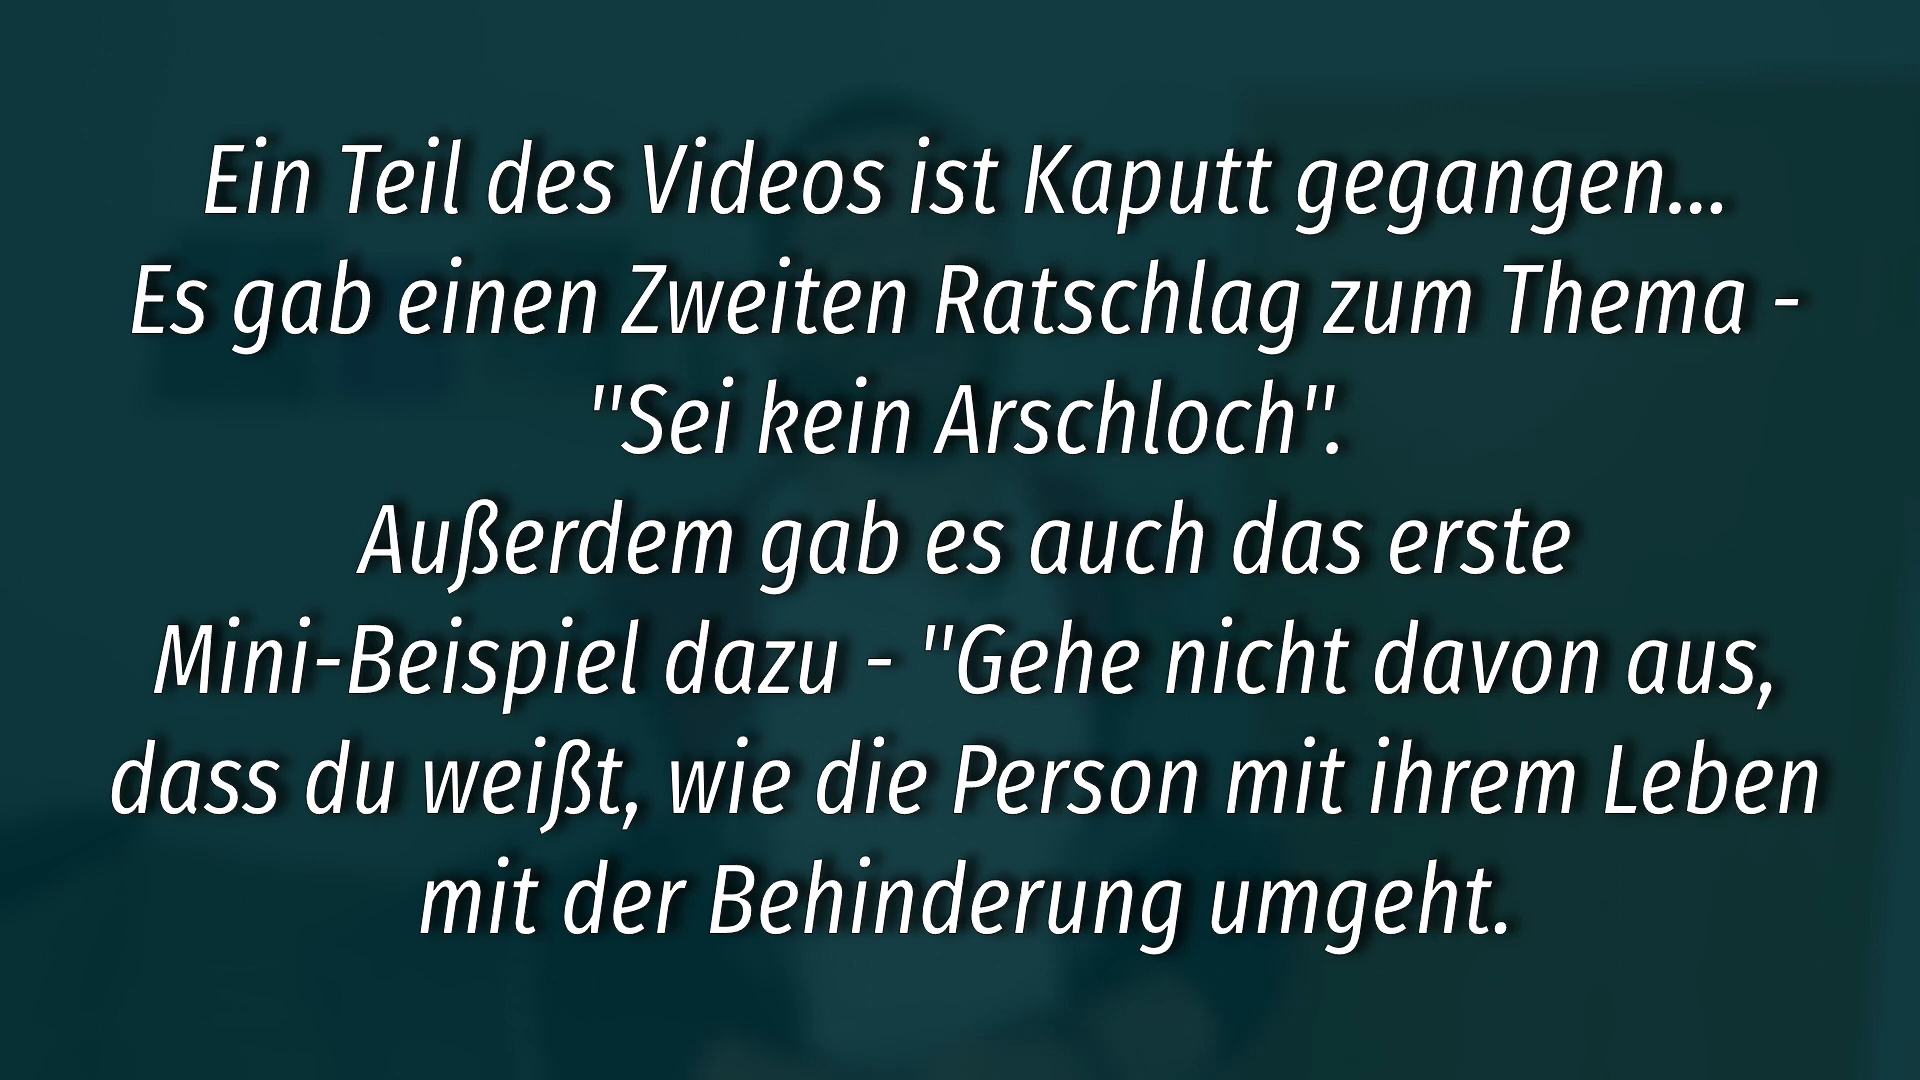 Ein Teil des Videos ist Kaputt gegangen...
Es gab einen Zweiten Ratschlag zum Thema -
"Sei kein Arschloch".
Außerdem gab es auch das erste
Mini-Beispiel dazu - "Gehe nicht davon aus,
dass du weißt, wie die Person mit ihrem Leben
mit der Behinderung umgeht.